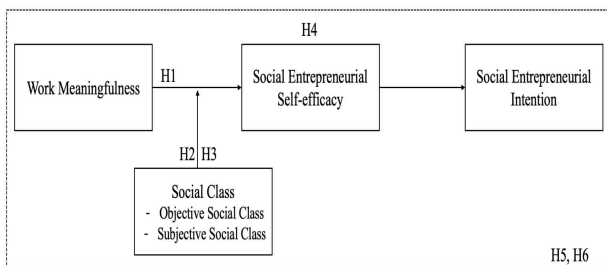 H4
Work Meaningfulness
H1
Social Entrepreneurial
Self-efficacy
Social Entrepreneurial
Intention
H2 H3
Social Class
- Objective Social Class
- Subjective Social Class
H5, H6